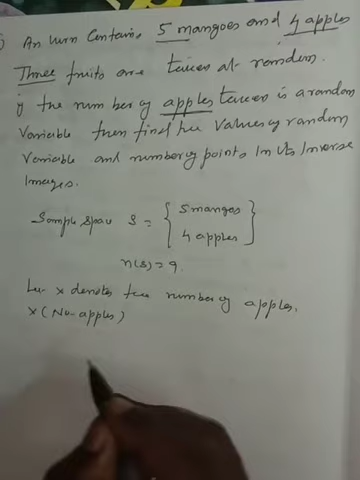 An Urn Contains 5 mangoes and 4 apples
Three fruits are taken at random.
if the number of apples taken is a random
Variable then find the values of random
Variable and number of points in its inverse
Images.
Sample space S = { 5 mangoes
4 apples }
n(s) = 9.
Let x denotes the number of apples.
x (No-apples)